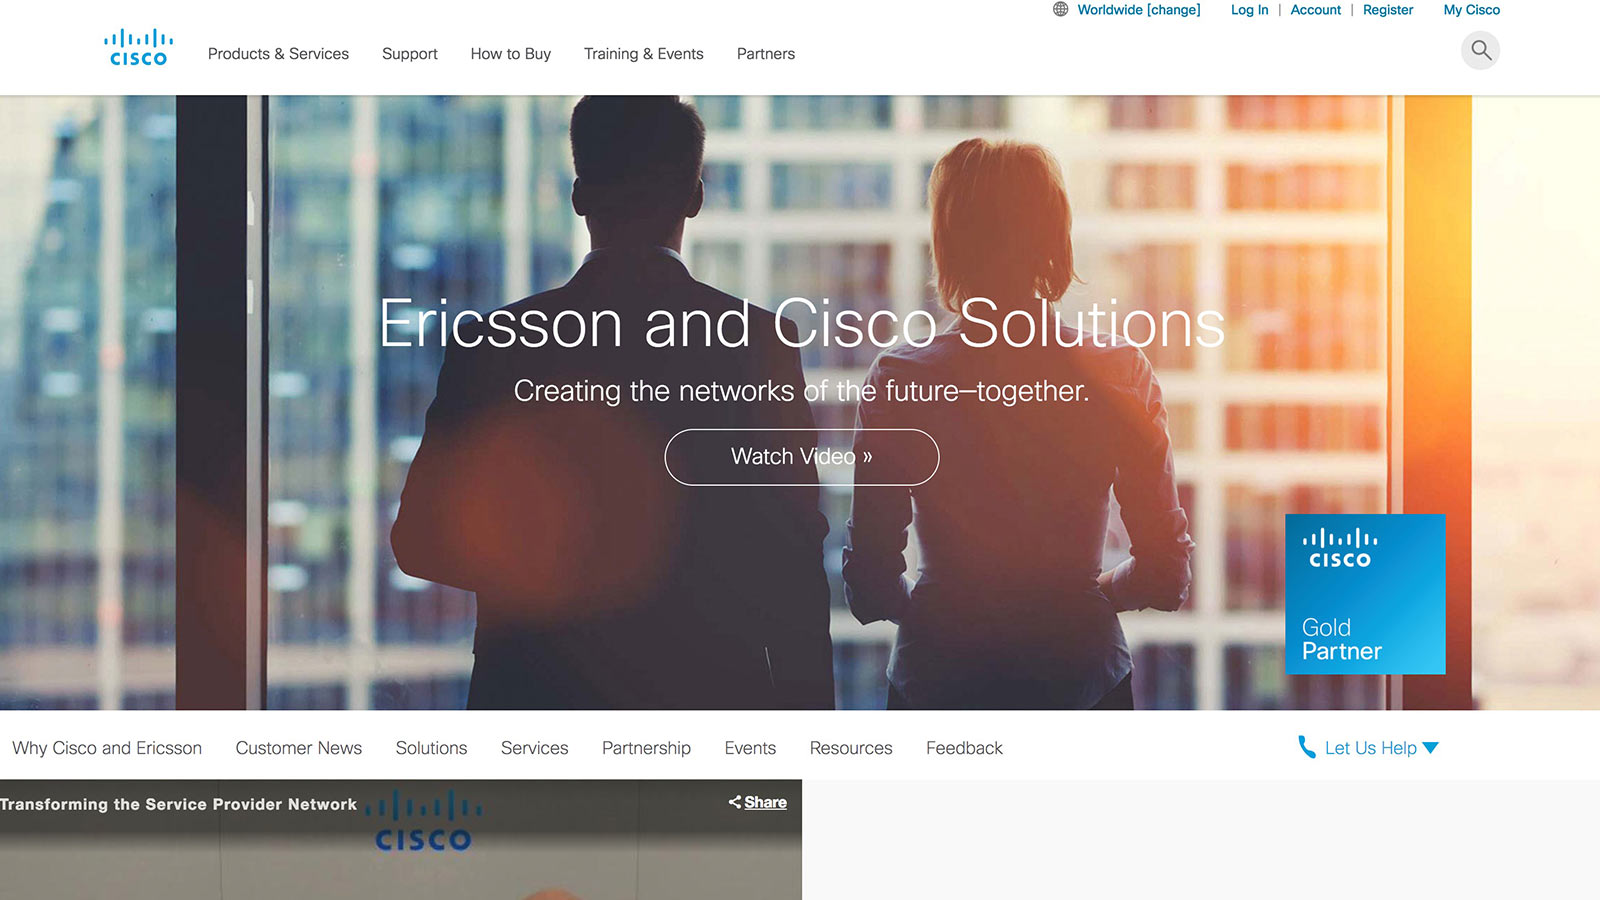 Worldwide [change]
Log In | Account | Register
My Cisco
CISCO
Products & Services
Support
How to Buy
Training & Events
Partners
Ericsson and Cisco Solutions
Creating the networks of the future—together.
Watch Video »
CISCO
Gold
Partner
Why Cisco and Ericsson
Customer News
Solutions
Services
Partnership
Events
Resources
Feedback
Let Us Help
Transforming the Service Provider Network
Share
CISCO